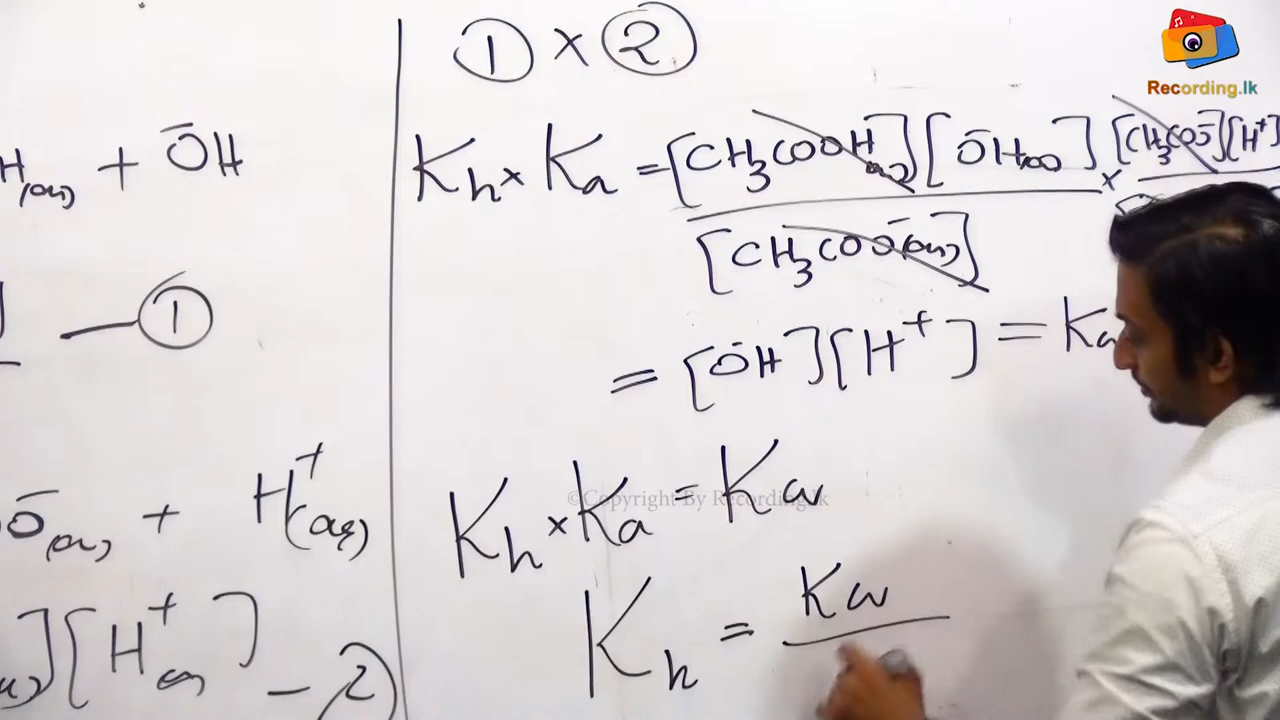 ① × ②
Recording.lk
H(aq) + ŌH
Kh × Ka = [CH₃COOH(aq)][ŌH(aq)] × [CH₃COŌ][H⁺]
[CH₃COŌ(aq)]
— ①
= [ŌH][H⁺] = Kw
©Copyright By Recording.lk
Kh × Ka = Kw
Ō(aq) + H⁺(aq)
Kh = Kw
][H⁺(aq)] — ②